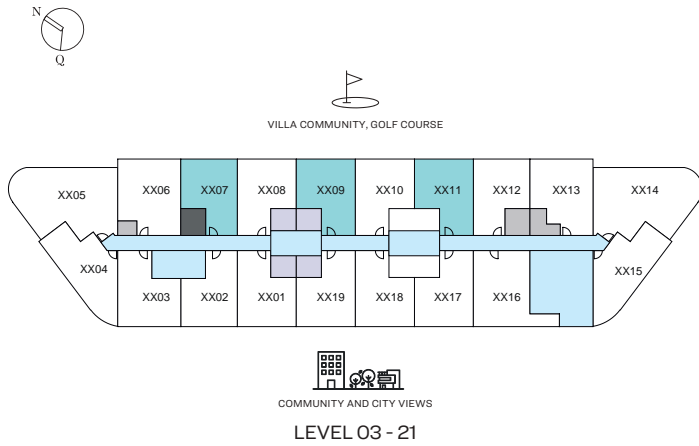 N
Q
VILLA COMMUNITY, GOLF COURSE
XX05
XX06
XX07
XX08
XX09
XX10
XX11
XX12
XX13
XX14
XX04
XX03
XX02
XX01
XX19
XX18
XX17
XX16
XX15
COMMUNITY AND CITY VIEWS
LEVEL 03 - 21